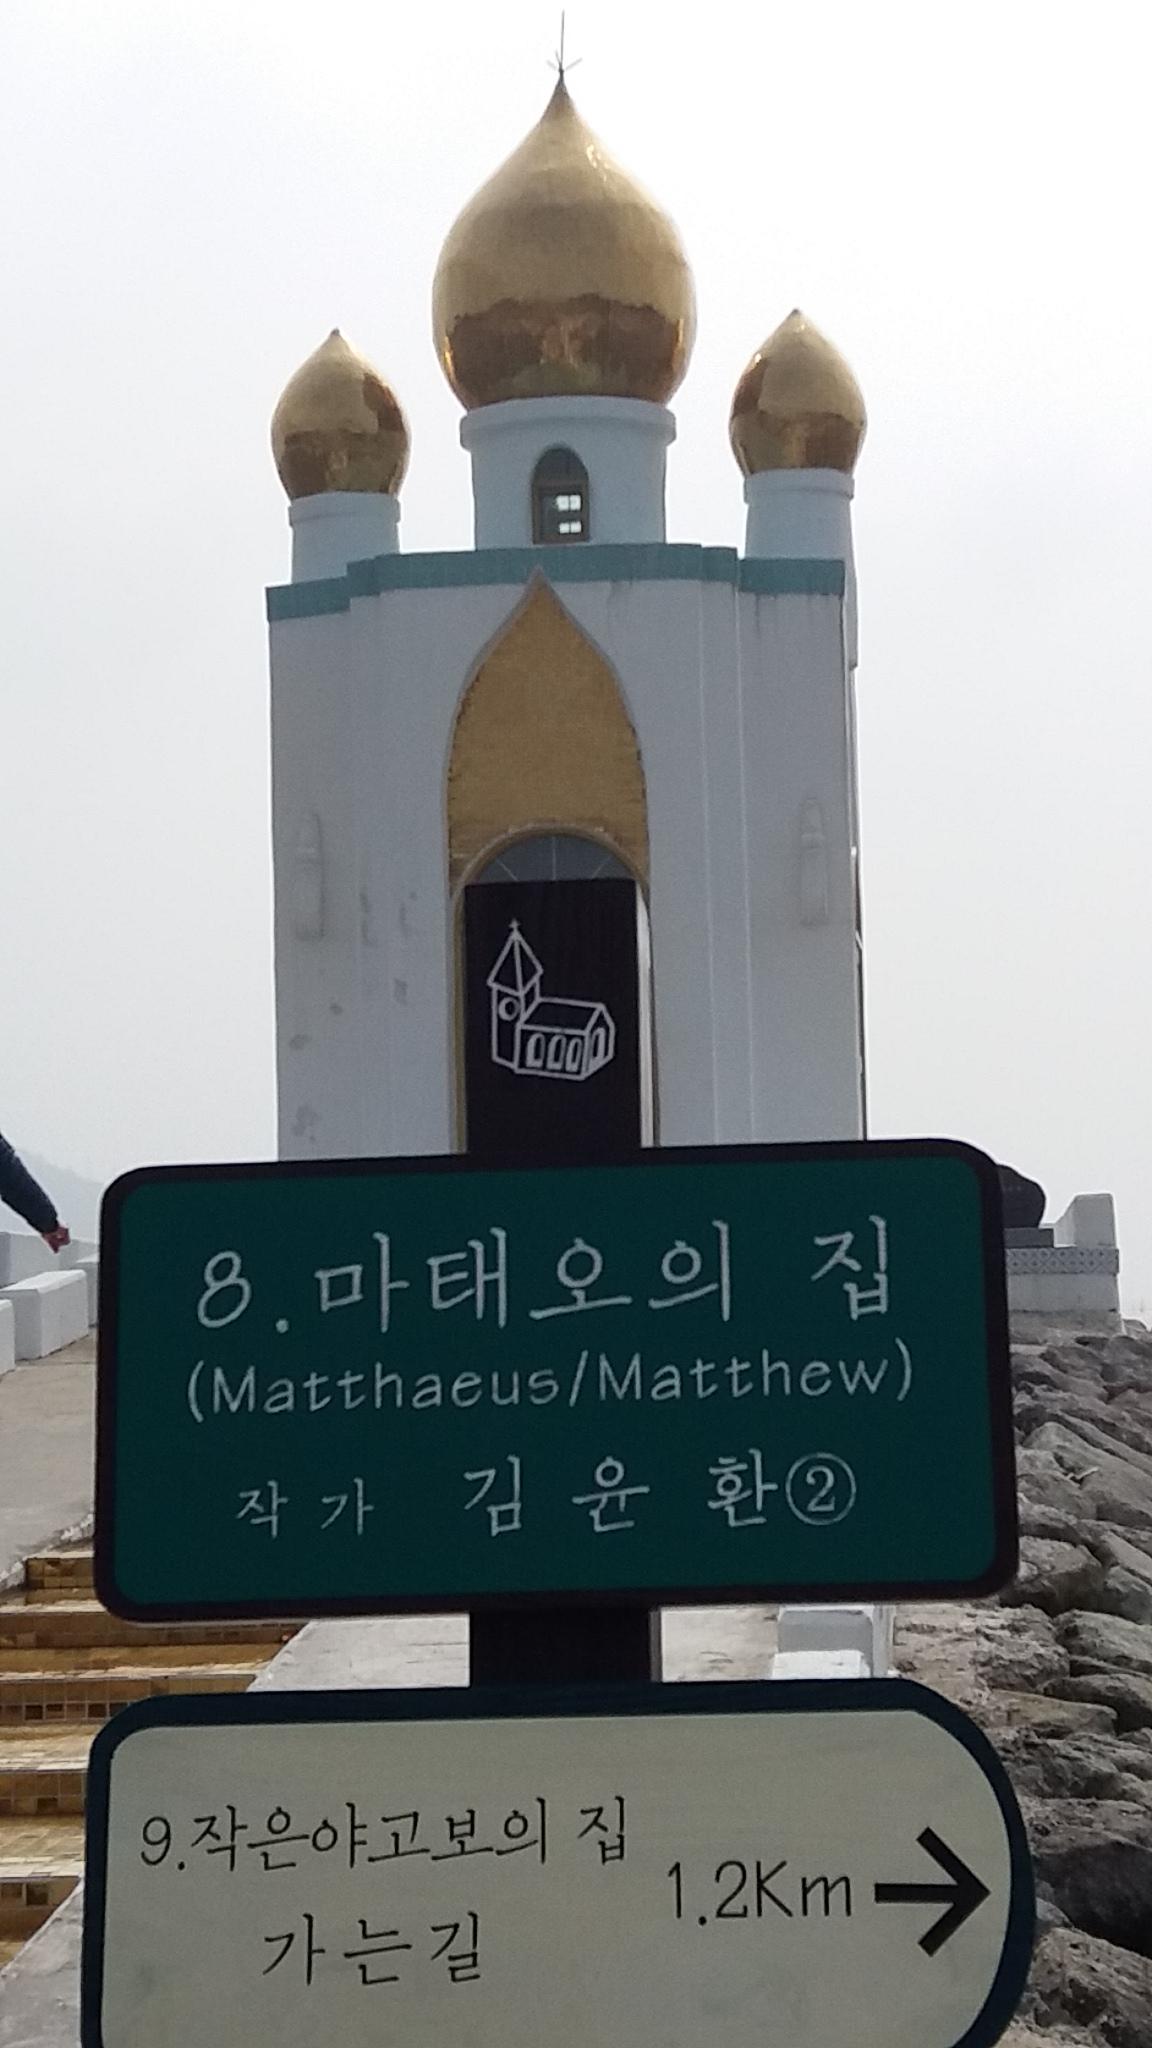 8.마태오의 집
(Matthaeus/Matthew)
작가 김윤환②
9.작은야고보의 집
가는길
1.2Km →